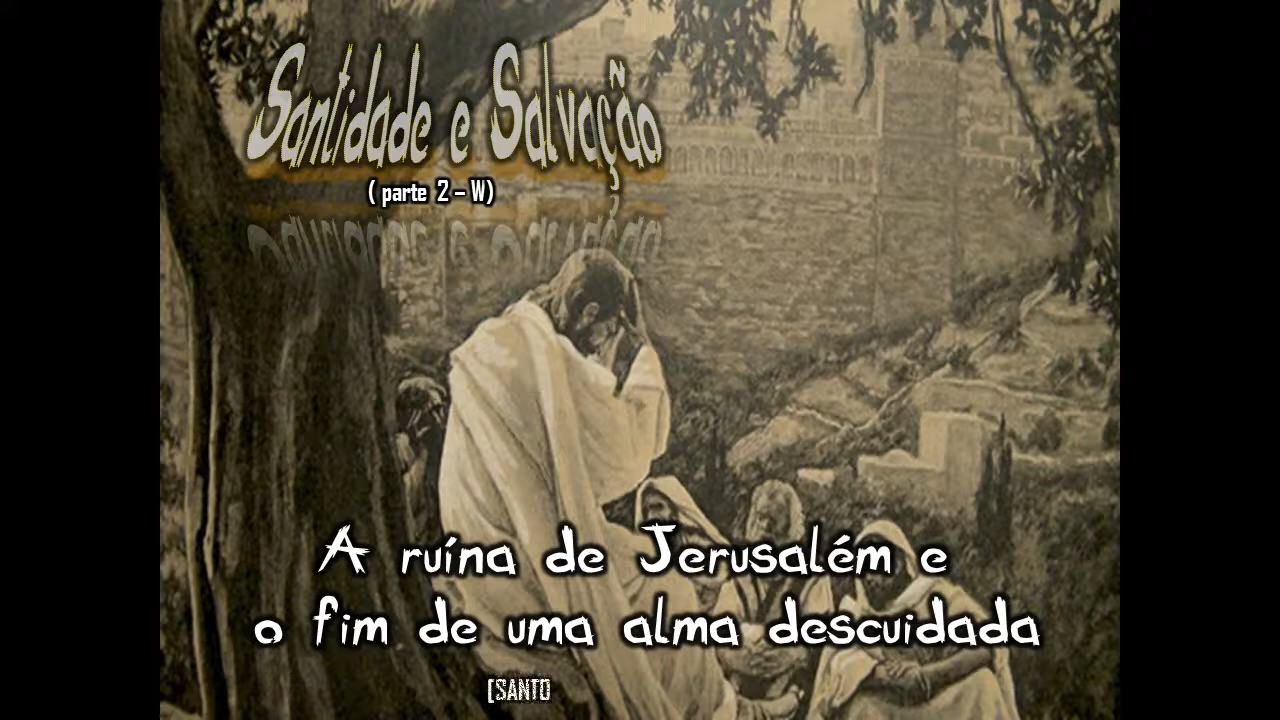 Santidade e Salvação
( parte 2 – W)
A ruína de Jerusalém e
o fim de uma alma descuidada
[SANTO